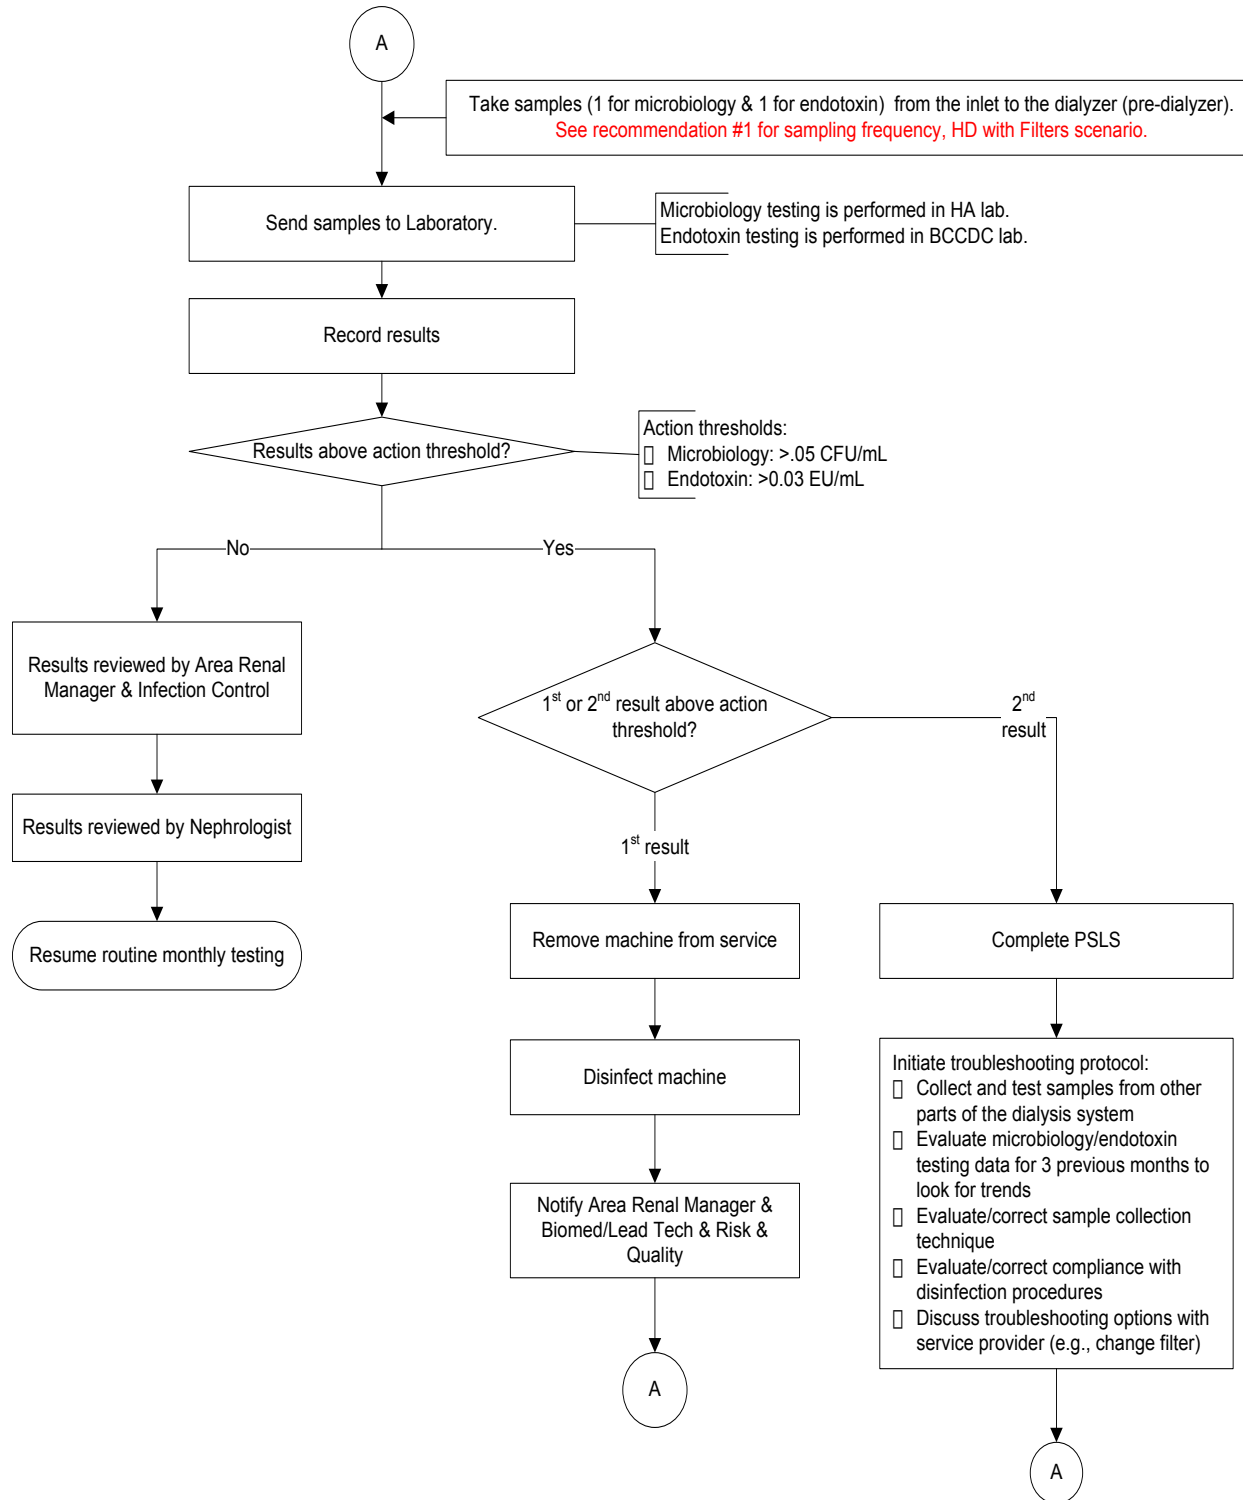 A
Take samples (1 for microbiology & 1 for endotoxin)  from the inlet to the dialyzer (pre-dialyzer).
See recommendation #1 for sampling frequency, HD with Filters scenario.
Send samples to Laboratory.
Microbiology testing is performed in HA lab.
Endotoxin testing is performed in BCCDC lab.
Record results
Results above action threshold?
Action thresholds:
Microbiology: >.05 CFU/mL
Endotoxin: >0.03 EU/mL
No
Yes
Results reviewed by Area Renal
Manager & Infection Control
1st or 2nd result above action
threshold?
2nd
result
Results reviewed by Nephrologist
1st result
Resume routine monthly testing
Remove machine from service
Complete PSLS
Disinfect machine
Initiate troubleshooting protocol:
Collect and test samples from other
parts of the dialysis system
Evaluate microbiology/endotoxin
testing data for 3 previous months to
look for trends
Evaluate/correct sample collection
technique
Evaluate/correct compliance with
disinfection procedures
Discuss troubleshooting options with
service provider (e.g., change filter)
Notify Area Renal Manager &
Biomed/Lead Tech & Risk &
Quality
A
A